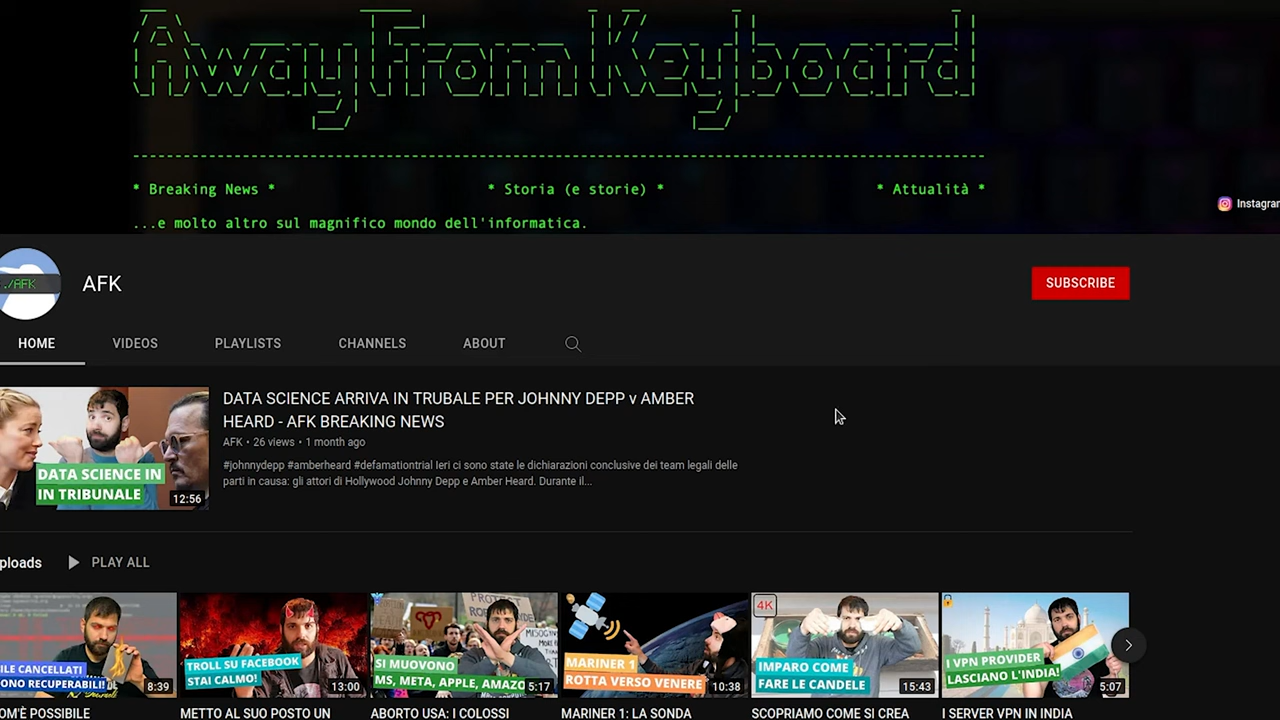 Away From Keyboard
* Breaking News * * Storia (e storie) * * Attualità *
...e molto altro sul magnifico mondo dell'informatica.
Instagram
./AFK
AFK
SUBSCRIBE
HOME VIDEOS PLAYLISTS CHANNELS ABOUT
DATA SCIENCE ARRIVA IN TRUBALE PER JOHNNY DEPP v AMBER
HEARD - AFK BREAKING NEWS
AFK • 26 views • 1 month ago
#johnnydepp #amberheard #defamationtrial Ieri ci sono state le dichiarazioni conclusive dei team legali delle
parti in causa: gli attori di Hollywood Johnny Depp e Amber Heard. Durante il...
DATA SCIENCE IN
IN TRIBUNALE
12:56
ploads PLAY ALL
ILE CANCELLATI
ONO RECUPERABILI!
8:39
TROLL SU FACEBOOK
STAI CALMO!
13:00
PROTECT
SI MUOVONO
MS, META, APPLE, AMAZO
5:17
MARINER 1
ROTTA VERSO VENERE
10:38
4K
IMPARO COME
FARE LE CANDELE
15:43
I VPN PROVIDER
LASCIANO L'INDIA!
5:07
OM'È POSSIBILE
METTO AL SUO POSTO UN
ABORTO USA: I COLOSSI
MARINER 1: LA SONDA
SCOPRIAMO COME SI CREA
I SERVER VPN IN INDIA